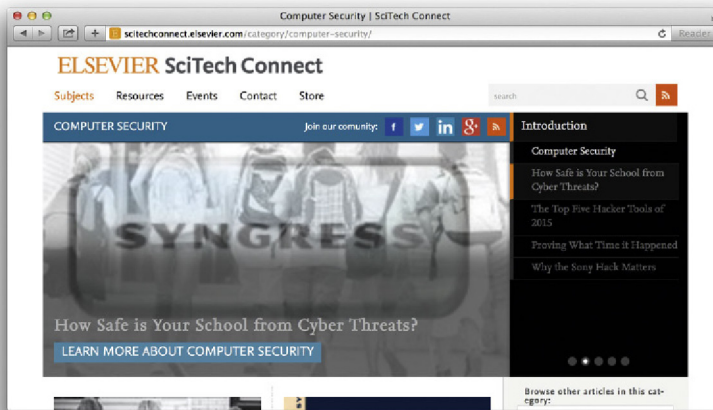 Computer Security | SciTech Connect
scitechconnect.elsevier.com/category/computer-security/
Reader
ELSEVIER SciTech Connect
Subjects Resources Events Contact Store
search
COMPUTER SECURITY
Join our comunity:
SYNGRESS
How Safe is Your School from Cyber Threats?
LEARN MORE ABOUT COMPUTER SECURITY
Introduction
Computer Security
How Safe is Your School from
Cyber Threats?
The Top Five Hacker Tools of
2015
Proving What Time it Happened
Why the Sony Hack Matters
Browse other articles in this cat-
egory: